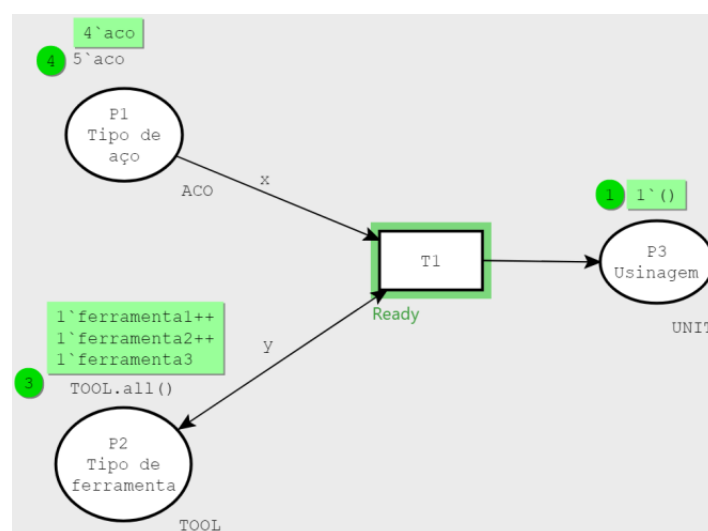 4`aco
4
5`aco
P1
Tipo de
aço
ACO
x
1
1`()
T1
P3
Usinagem
Ready
UNIT
1`ferramenta1++
1`ferramenta2++
1`ferramenta3
y
3
TOOL.all()
P2
Tipo de
ferramenta
TOOL